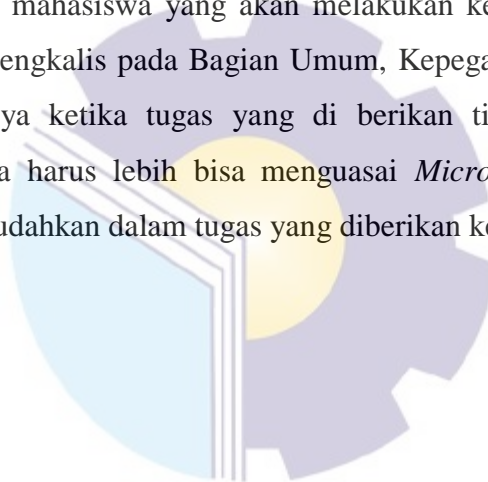 mahasiswa yang akan melakukan ke
engkalis pada Bagian Umum, Kepega
ya ketika tugas yang di berikan ti
a harus lebih bisa menguasai Micro
udahkan dalam tugas yang diberikan ke